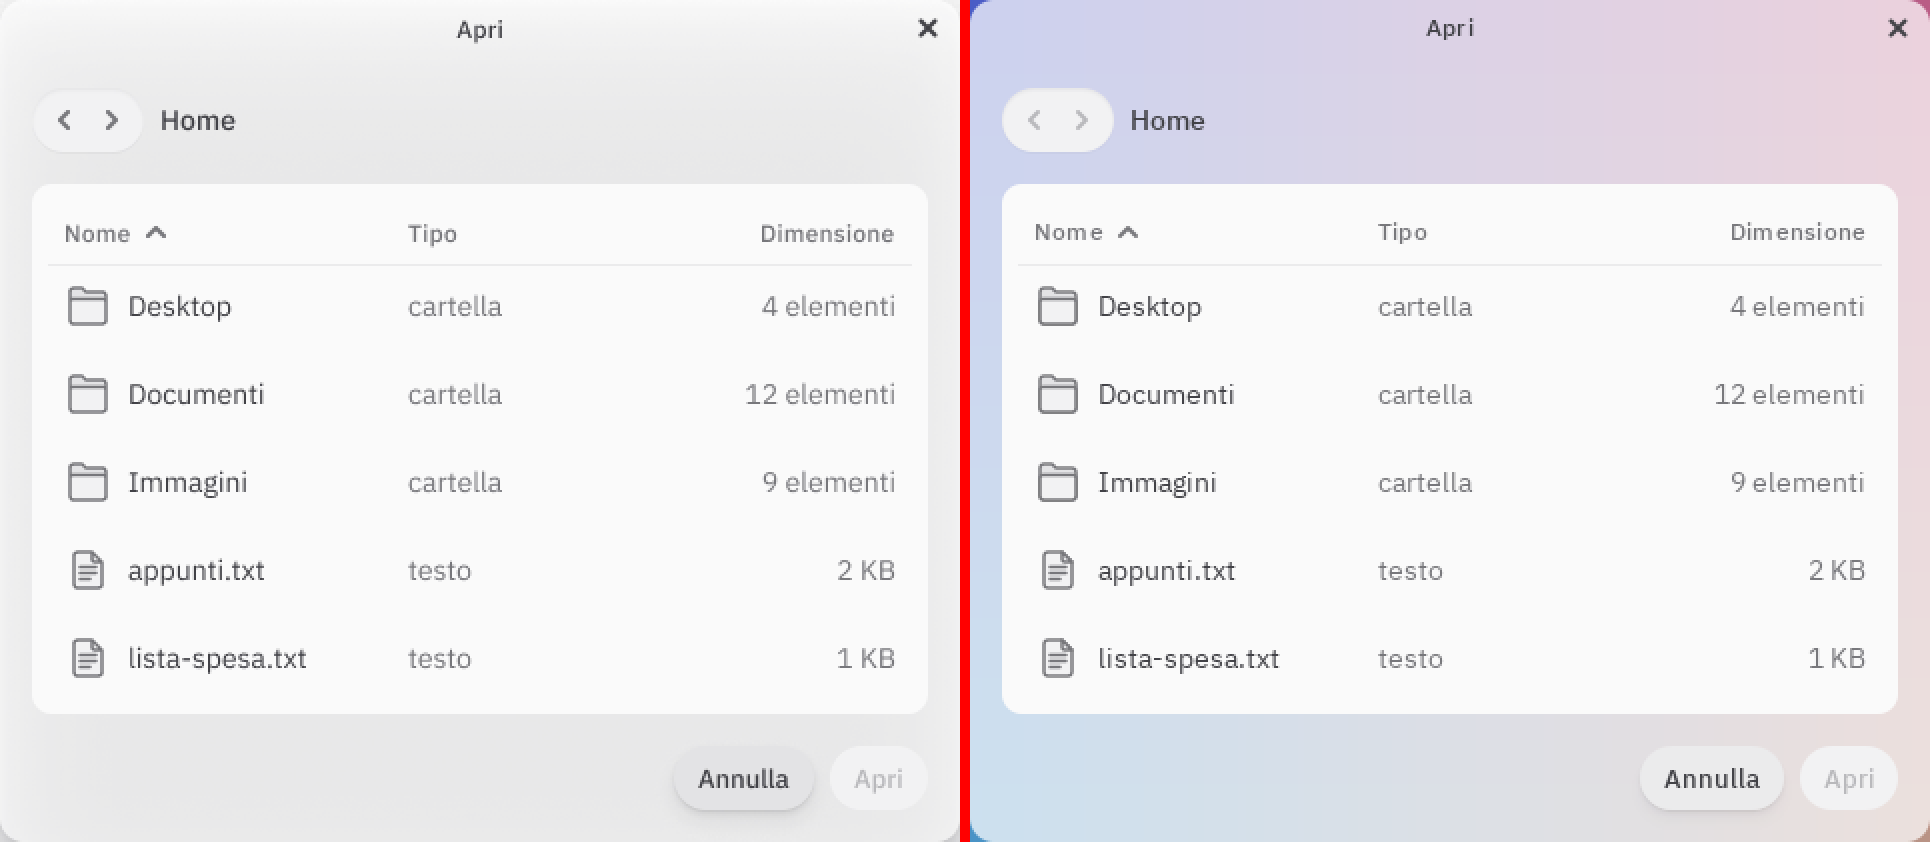 Apri
Home
Nome Tipo Dimensione
Desktop cartella 4 elementi
Documenti cartella 12 elementi
Immagini cartella 9 elementi
appunti.txt testo 2 KB
lista-spesa.txt testo 1 KB
Annulla Apri
Apri
Home
Nome Tipo Dimensione
Desktop cartella 4 elementi
Documenti cartella 12 elementi
Immagini cartella 9 elementi
appunti.txt testo 2 KB
lista-spesa.txt testo 1 KB
Annulla Apri